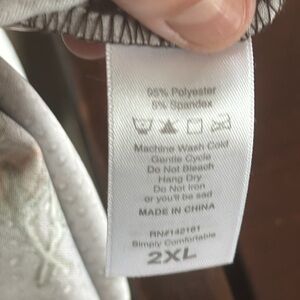 95% Polyester
5% Spandex
Machine Wash Cold
Gentle Cycle
Do Not Bleach
Hang Dry
Do Not Iron
or you'll be sad
MADE IN CHINA
RN#142161
Simply Comfortable
2XL